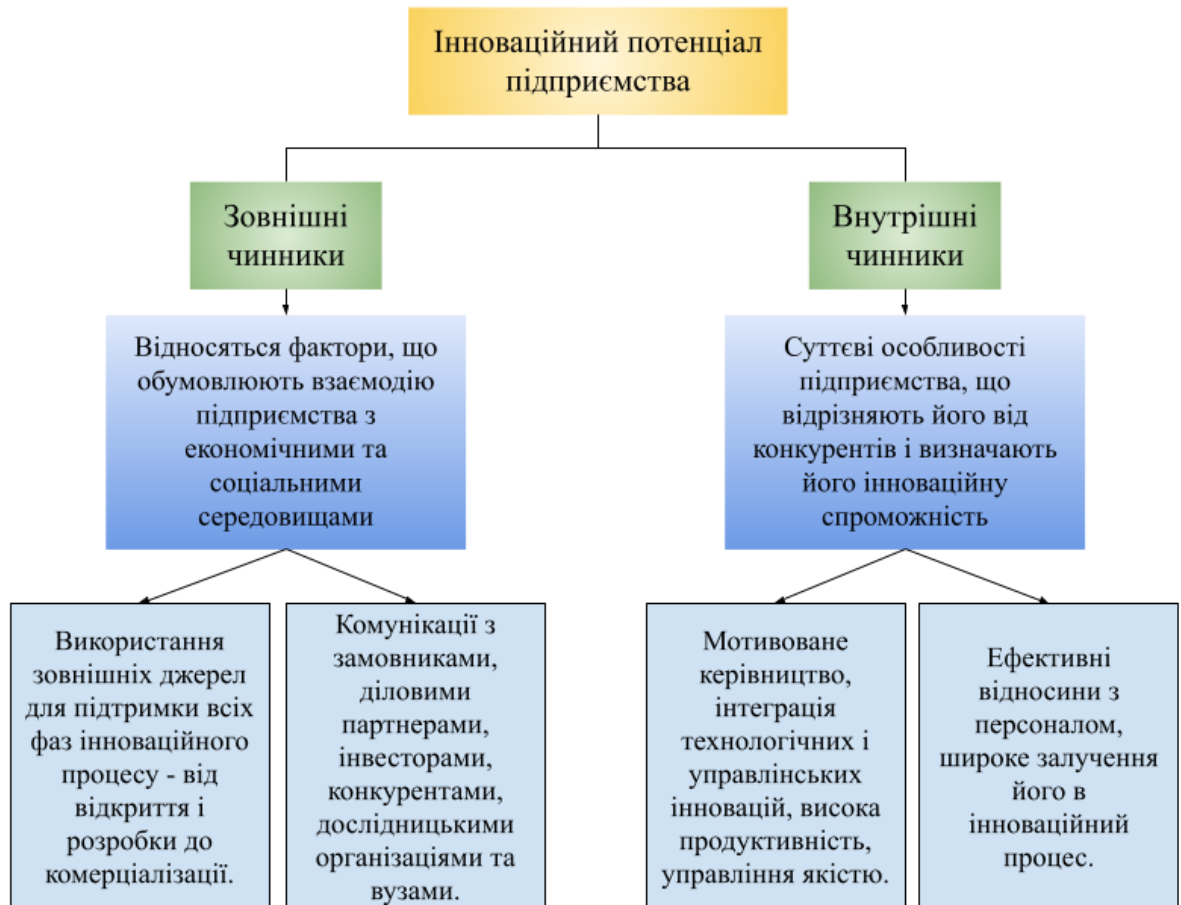 Інноваційний потенціал
підприємства
Зовнішні
чинники
Внутрішні
чинники
Відносяться фактори, що
обумовлюють взаємодію
підприємства з
економічними та
соціальними
середовищами
Суттєві особливості
підприємства, що
відрізняють його від
конкурентів і визначають
його інноваційну
спроможність
Використання
зовнішніх джерел
для підтримки всіх
фаз інноваційного
процесу - від
відкриття і
розробки до
комерціалізації.
Комунікації з
замовниками,
діловими
партнерами,
інвесторами,
конкурентами,
дослідницькими
організаціями та
вузами.
Мотивоване
керівництво,
інтеграція
технологічних і
управлінських
інновацій, висока
продуктивність,
управління якістю.
Ефективні
відносини з
персоналом,
широке залучення
його в
інноваційний
процес.